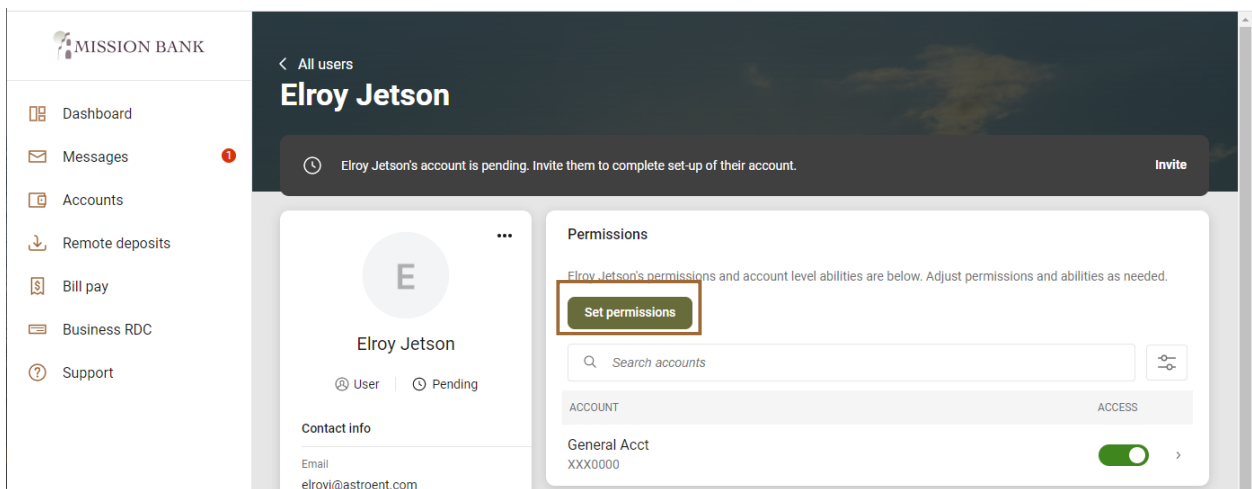 MISSION BANK
Dashboard
Messages
1
Accounts
Remote deposits
Bill pay
Business RDC
Support
All users
Elroy Jetson
Elroy Jetson's account is pending. Invite them to complete set-up of their account.
Invite
E
Elroy Jetson
User
Pending
Contact info
Email
elroyj@astroent.com
Permissions
Elroy Jetson's permissions and account level abilities are below. Adjust permissions and abilities as needed.
Set permissions
Search accounts
ACCOUNT
ACCESS
General Acct
XXX0000